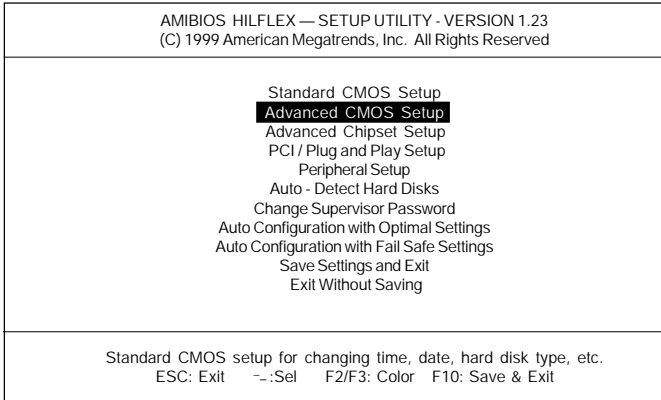 AMIBIOS HILFLEX — SETUP UTILITY - VERSION 1.23
(C) 1999 American Megatrends, Inc. All Rights Reserved
Standard CMOS Setup
Advanced CMOS Setup
Advanced Chipset Setup
PCI / Plug and Play Setup
Peripheral Setup
Auto - Detect Hard Disks
Change Supervisor Password
Auto Configuration with Optimal Settings
Auto Configuration with Fail Safe Settings
Save Settings and Exit
Exit Without Saving
Standard CMOS setup for changing time, date, hard disk type, etc.
ESC: Exit ¯_ :Sel F2/F3: Color F10: Save & Exit